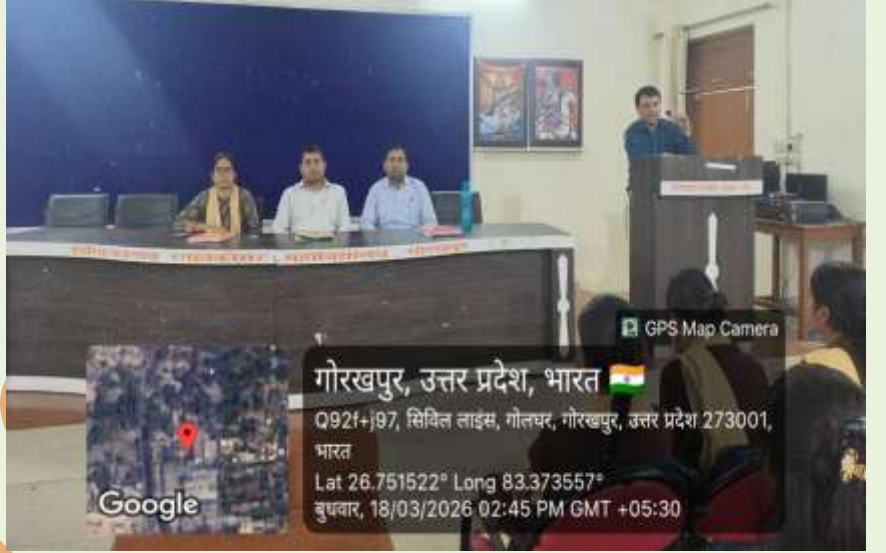 GPS Map Camera
गोरखपुर, उत्तर प्रदेश, भारत 🇮🇳
Q92f+j97, सिविल लाइंस, गोलघर, गोरखपुर, उत्तर प्रदेश 273001,
भारत
Lat 26.751522° Long 83.373557°
बुधवार, 18/03/2026 02:45 PM GMT +05:30
Google